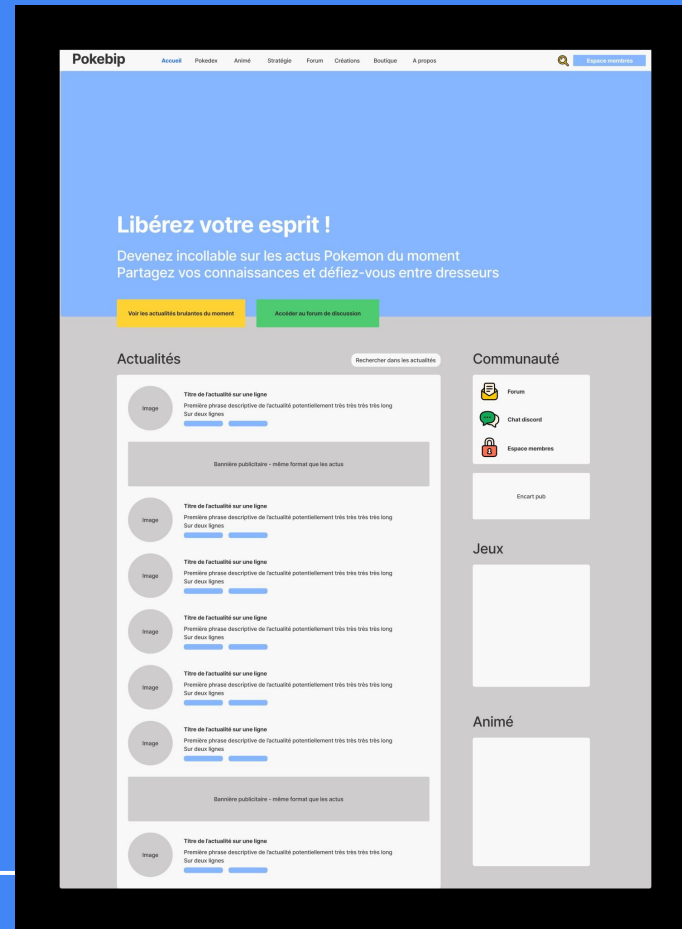 Pokebip
Accueil Pokedex Animé Stratégie Forum Créations Boutique A propos
Espace membres
Libérez votre esprit !
Devenez incollable sur les actus Pokemon du moment
Partagez vos connaissances et défiez-vous entre dresseurs
Voir les actualités brulantes du moment
Accéder au forum de discussion
Actualités
Rechercher dans les actualités
Image
Titre de l'actualité sur une ligne
Première phrase descriptive de l'actualité potentiellement très très très très long
Sur deux lignes
Bannière publicitaire - même format que les actus
Image
Titre de l'actualité sur une ligne
Première phrase descriptive de l'actualité potentiellement très très très très long
Sur deux lignes
Image
Titre de l'actualité sur une ligne
Première phrase descriptive de l'actualité potentiellement très très très très long
Sur deux lignes
Image
Titre de l'actualité sur une ligne
Première phrase descriptive de l'actualité potentiellement très très très très long
Sur deux lignes
Image
Titre de l'actualité sur une ligne
Première phrase descriptive de l'actualité potentiellement très très très très long
Sur deux lignes
Image
Titre de l'actualité sur une ligne
Première phrase descriptive de l'actualité potentiellement très très très très long
Sur deux lignes
Bannière publicitaire - même format que les actus
Image
Titre de l'actualité sur une ligne
Première phrase descriptive de l'actualité potentiellement très très très très long
Sur deux lignes
Communauté
Forum
Chat discord
Espace membres
Encart pub
Jeux
Animé